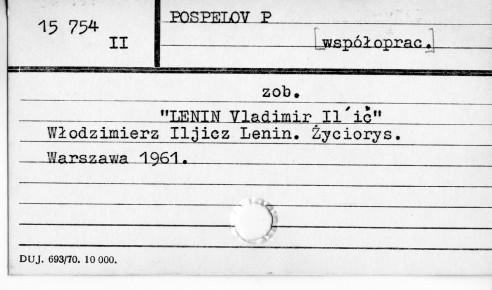 15 754
II
POSPELOV P
[współoprac.]
zob.
"LENIN Vladimir Il´ič"
Włodzimierz Iljicz Lenin. Życiorys.
Warszawa 1961.
DUJ. 693/70. 10 000.